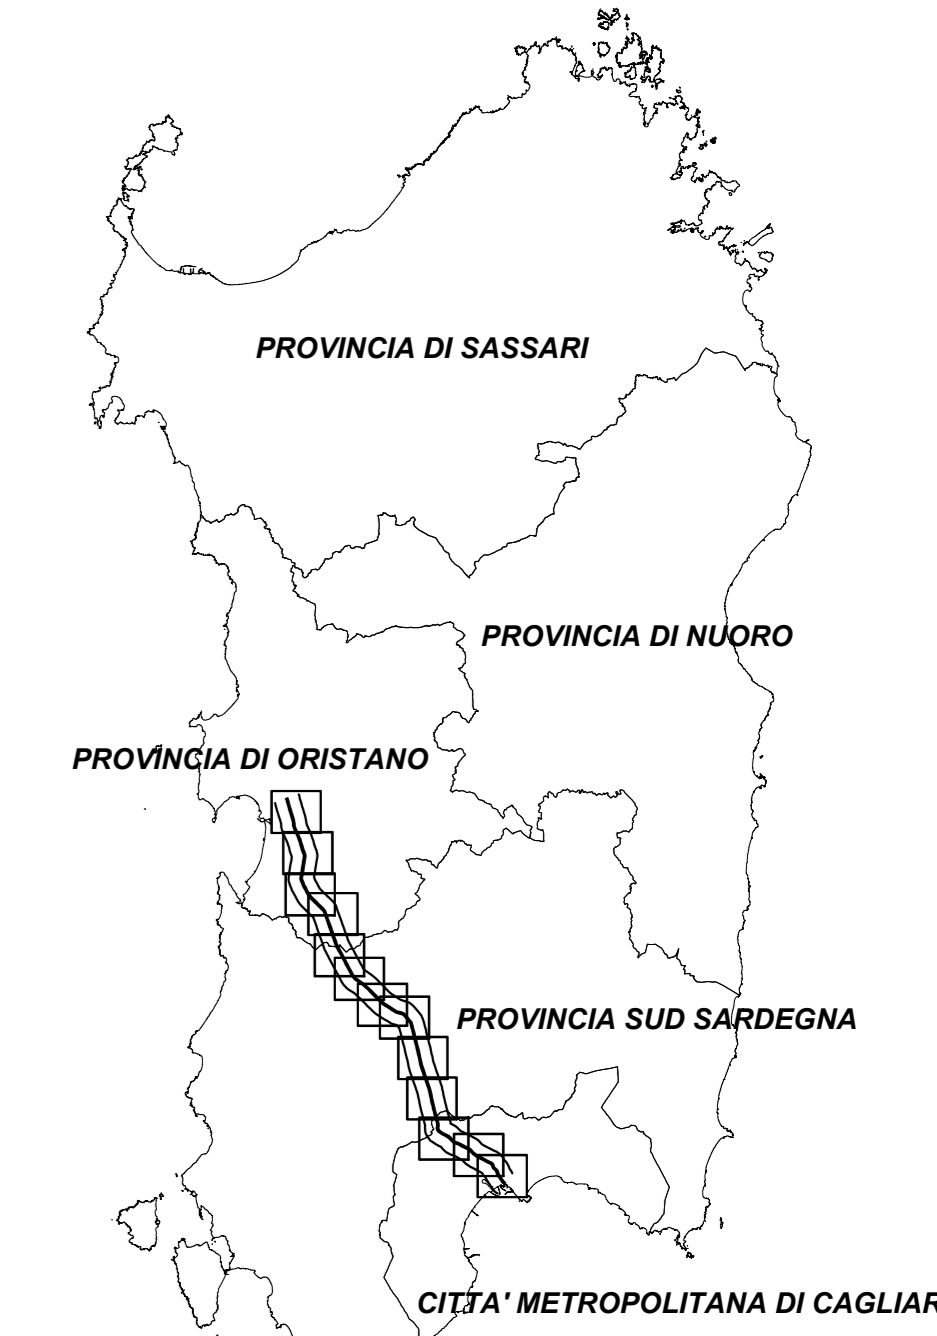 PROVINCIA DI SASSARI
PROVINCIA DI NUORO
PROVINCIA DI ORISTANO
PROVINCIA SUD SARDEGNA
CITTA' METROPOLITANA DI CAGLIAR